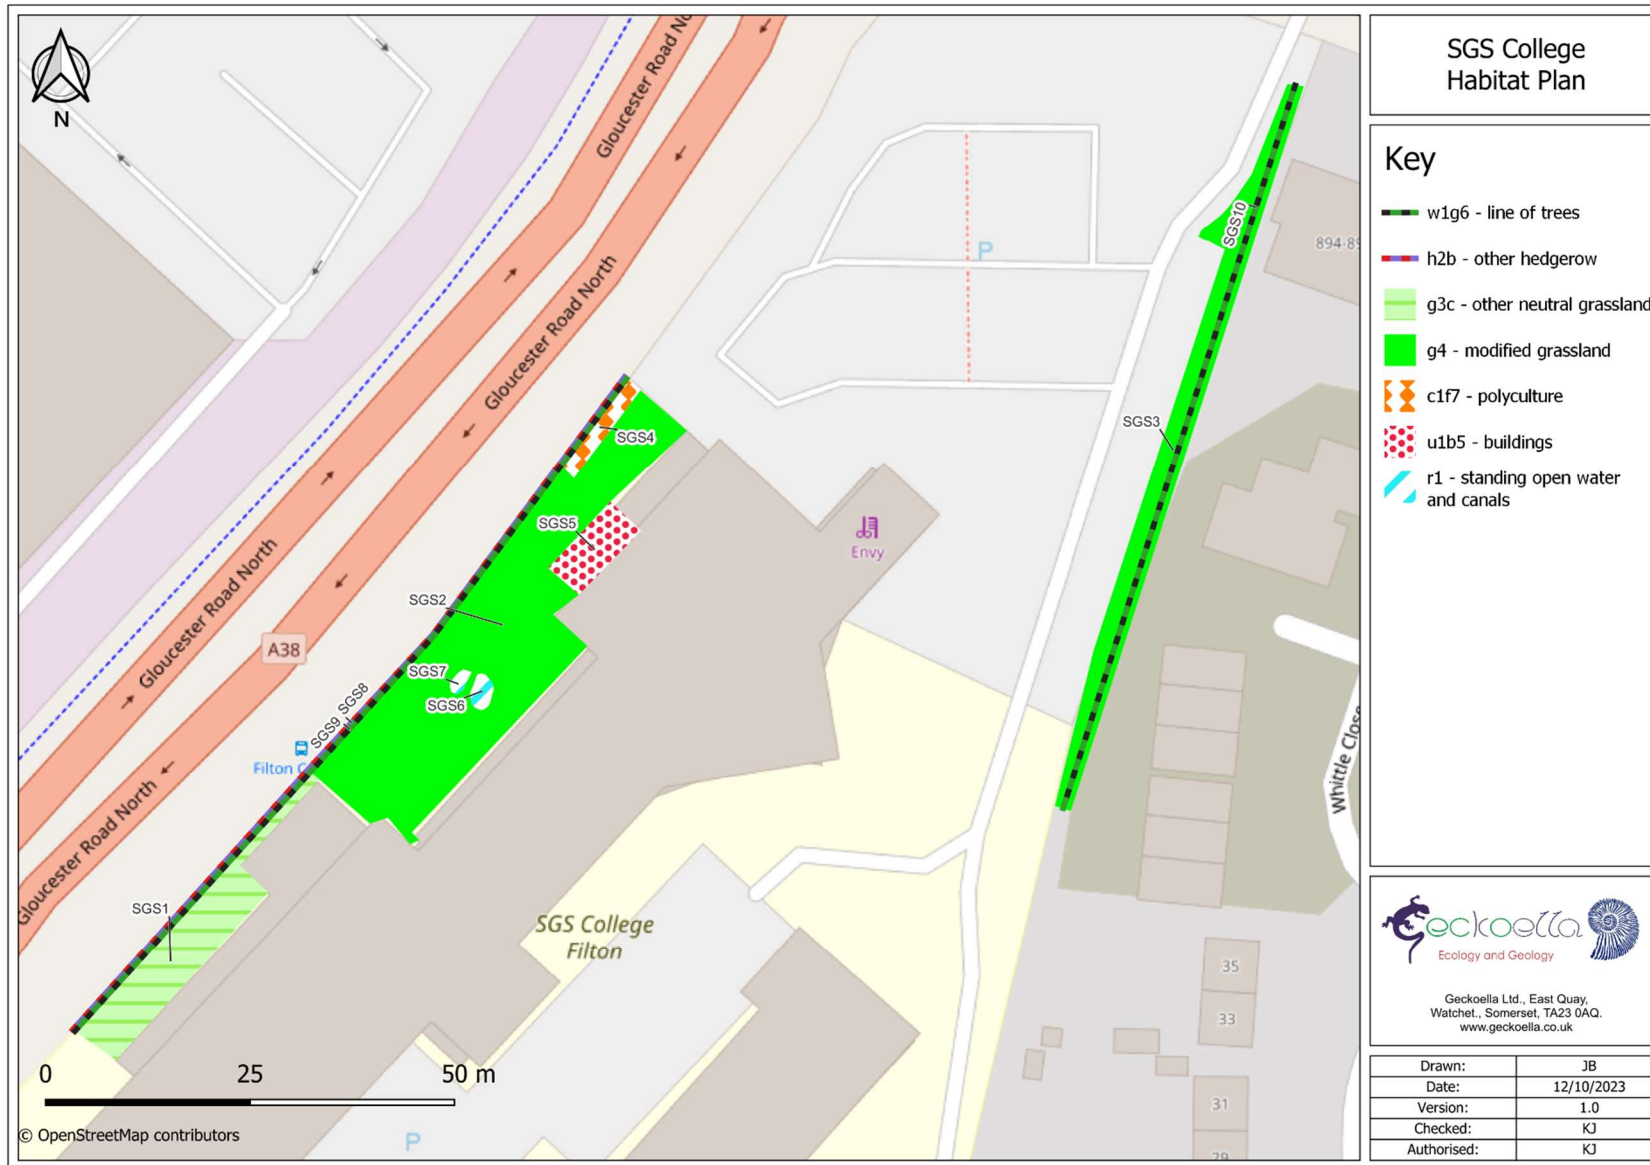 SGS College
Habitat Plan
Key
w1g6 - line of trees
h2b - other hedgerow
g3c - other neutral grassland
g4 - modified grassland
c1f7 - polyculture
u1b5 - buildings
r1 - standing open water
and canals
Geckoella
Ecology and Geology
Geckoella Ltd., East Quay,
Watchet., Somerset, TA23 0AQ.
www.geckoella.co.uk
Drawn: JB
Date: 12/10/2023
Version: 1.0
Checked: KJ
Authorised: KJ
N
Gloucester Road No
Gloucester Road North
Gloucester Road North
Gloucester Road North
A38
P
SGS10
894-89
SGS3
SGS4
SGS5
Envy
SGS2
SGS7
SGS6
SGS8
SGS9
Filton C
Whittle Close
SGS1
SGS College
Filton
35
33
31
29
P
0 25 50 m
© OpenStreetMap contributors